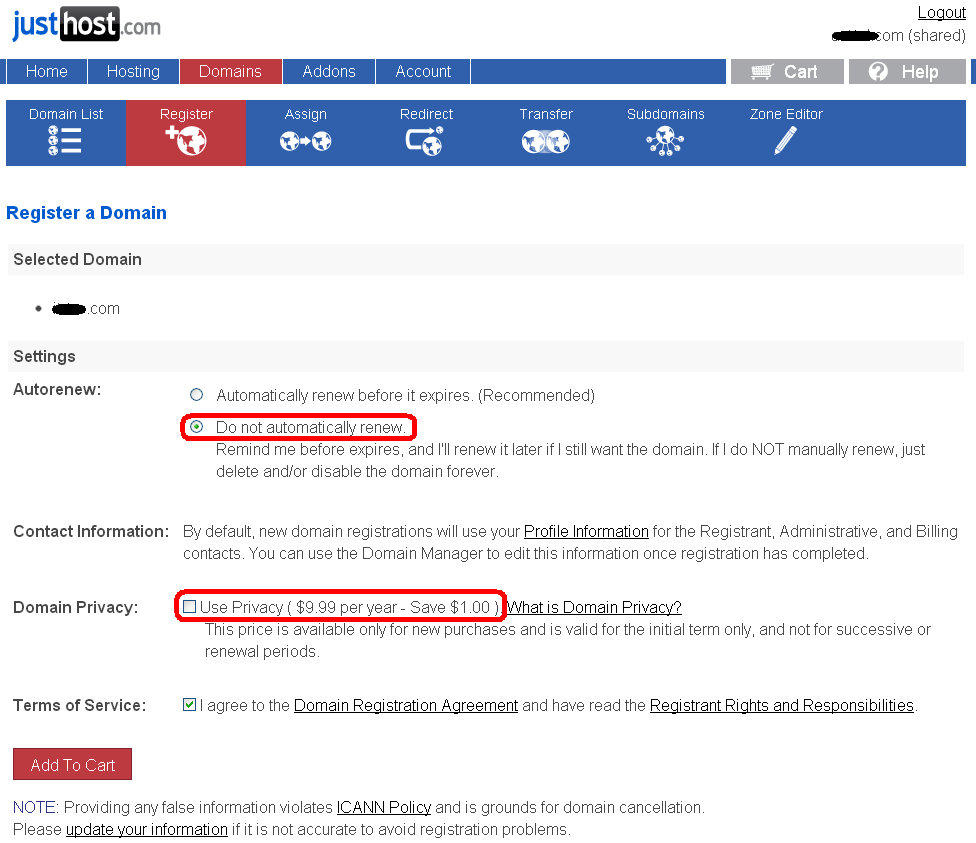 justhost.com
Logout
com (shared)
Home Hosting Domains Addons Account Cart Help
Domain List Register Assign Redirect Transfer Subdomains Zone Editor
Register a Domain
Selected Domain
• .com
Settings
Autorenew:
Automatically renew before it expires. (Recommended)
Do not automatically renew.
Remind me before expires, and I'll renew it later if I still want the domain. If I do NOT manually renew, just
delete and/or disable the domain forever.
Contact Information: By default, new domain registrations will use your Profile Information for the Registrant, Administrative, and Billing
contacts. You can use the Domain Manager to edit this information once registration has completed.
Domain Privacy: Use Privacy ( $9.99 per year - Save $1.00 ) What is Domain Privacy?
This price is available only for new purchases and is valid for the initial term only, and not for successive or
renewal periods.
Terms of Service: I agree to the Domain Registration Agreement and have read the Registrant Rights and Responsibilities.
Add To Cart
NOTE: Providing any false information violates ICANN Policy and is grounds for domain cancellation.
Please update your information if it is not accurate to avoid registration problems.